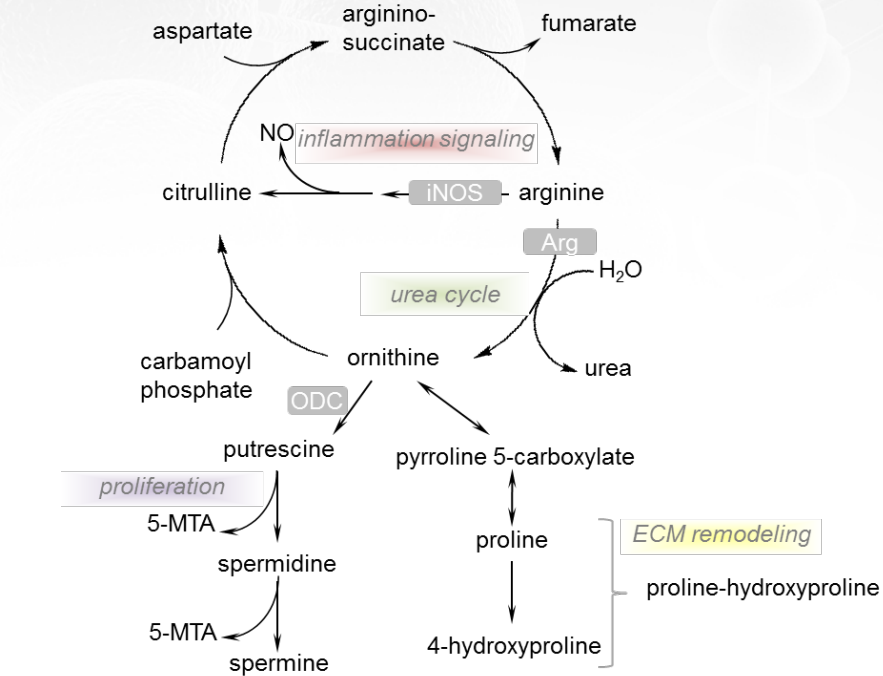 aspartate
arginino-
succinate
fumarate
NO
inflammation signaling
citrulline
iNOS
arginine
Arg
H₂O
urea cycle
carbamoyl
phosphate
ornithine
urea
ODC
putrescine
pyrroline 5-carboxylate
proliferation
5-MTA
proline
ECM remodeling
spermidine
proline-hydroxyproline
5-MTA
4-hydroxyproline
spermine